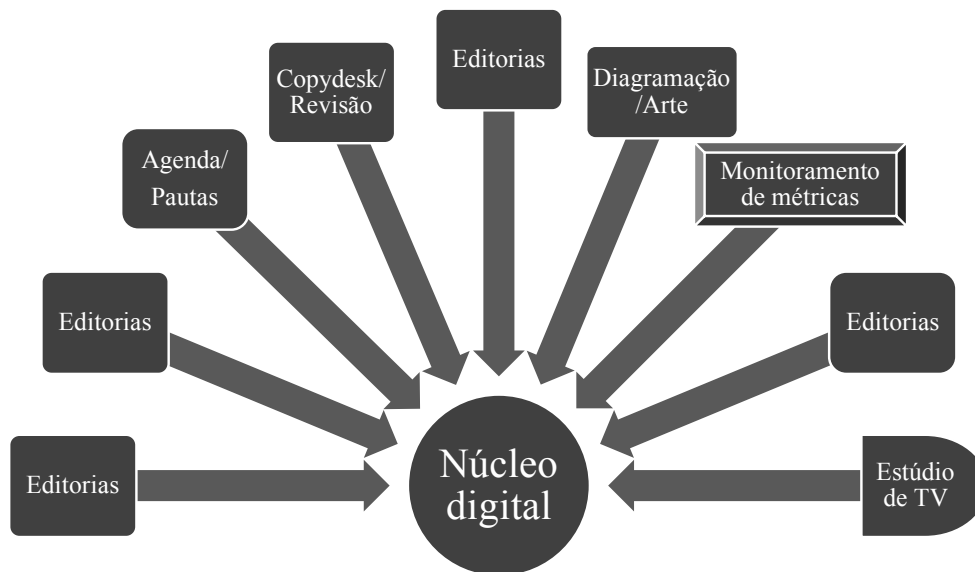 Editorias
Copydesk/
Revisão
Diagramação
/Arte
Agenda/
Pautas
Monitoramento
de métricas
Editorias
Editorias
Editorias
Núcleo
digital
Estúdio
de TV